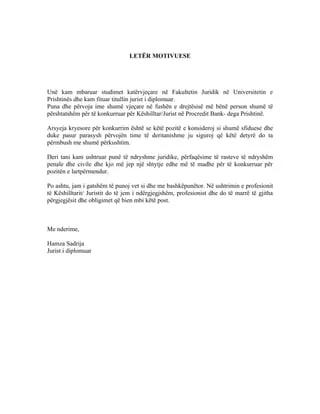 LETËR MOTIVUESE
Unë kam mbaruar studimet katërvjeçare në Fakultetin Juridik në Universitetin e
Prishtinës dhe kam fituar titullin jurist i diplomuar.
Puna dhe përvoja ime shumë vjeçare në fushën e drejtësisë më bënë person shumë të
përshtatshëm për të konkurruar për Këshilltar/Jurist në Procredit Bank- dega Prishtinë.
Arsyeja kryesore për konkurrim është se këtë pozitë e konsideroj si shumë sfiduese dhe
duke pasur parasysh përvojën time të deritanishme ju siguroj që këtë detyrë do ta
përmbush me shumë përkushtim.
Deri tani kam ushtruar punë të ndryshme juridike, përfaqësime të rasteve të ndryshëm
penale dhe civile dhe kjo më jep një shtytje edhe më të madhe për të konkurruar për
pozitën e lartpërmendur.
Po ashtu, jam i gatshëm të punoj vet si dhe me bashkëpunëtor. Në ushtrimin e profesionit
të Këshilltarit/ Juristit do të jem i ndërgjegjshëm, profesionist dhe do të marrë të gjitha
përgjegjësit dhe obligimet që bien mbi këtë post.
Me nderime,
Hamza Sadrija
Jurist i diplomuar